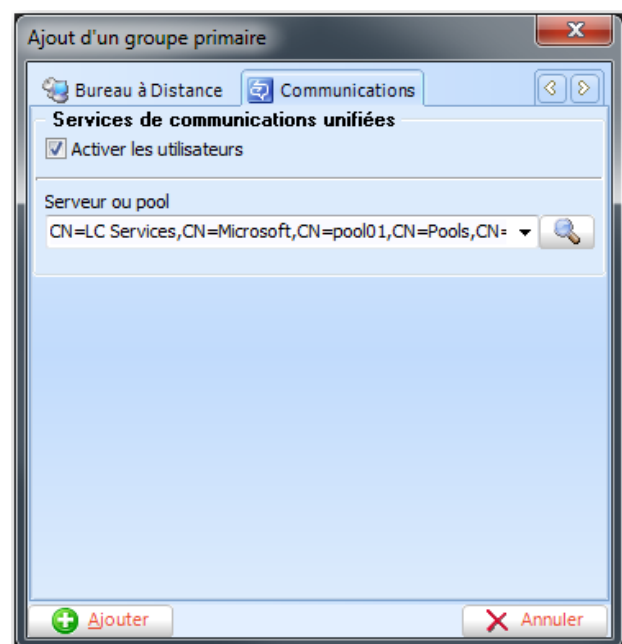 Ajout d'un groupe primaire
Bureau à Distance Communications
Services de communications unifiées
Activer les utilisateurs
Serveur ou pool
CN=LC Services,CN=Microsoft,CN=pool01,CN=Pools,CN=
Ajouter Annuler